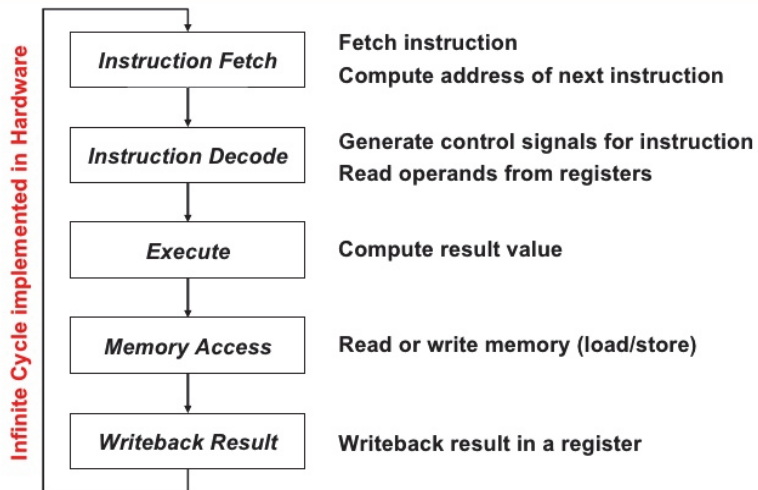 Infinite Cycle implemented in Hardware
Instruction Fetch
Fetch instruction
Compute address of next instruction
Instruction Decode
Generate control signals for instruction
Read operands from registers
Execute
Compute result value
Memory Access
Read or write memory (load/store)
Writeback Result
Writeback result in a register